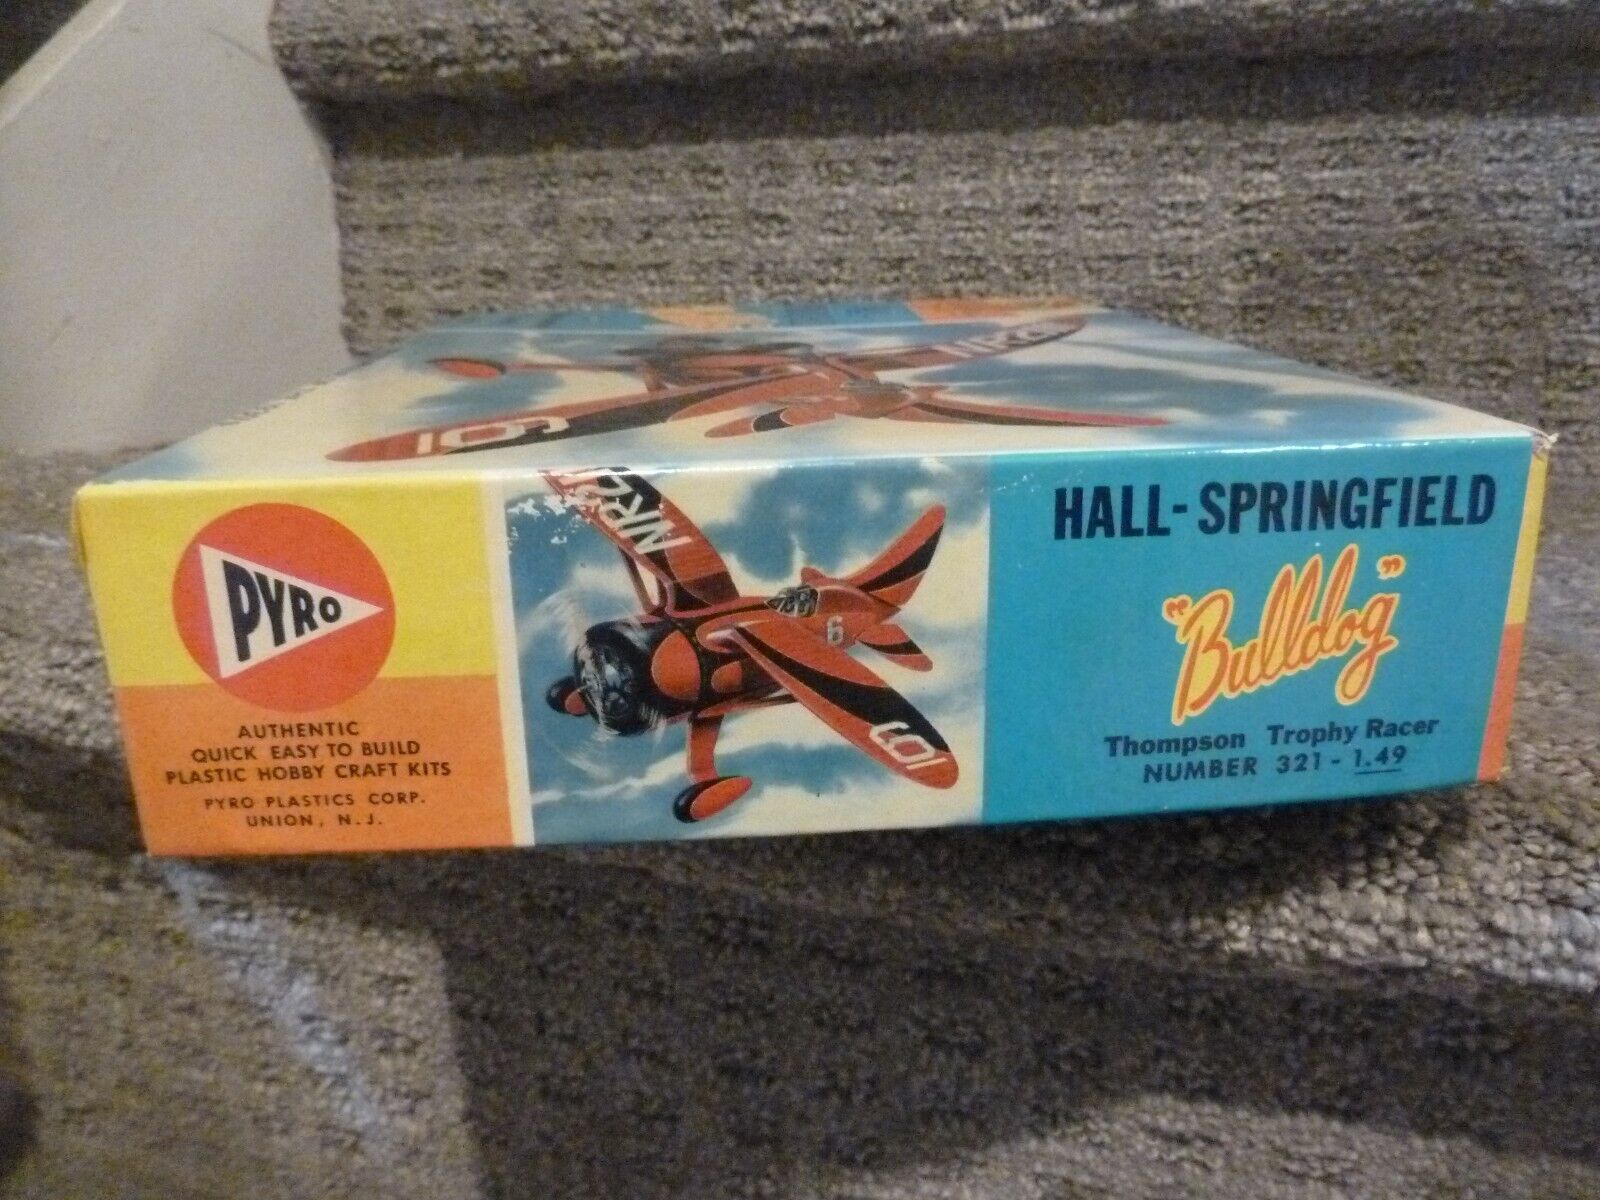 PYRO
AUTHENTIC
QUICK EASY TO BUILD
PLASTIC HOBBY CRAFT KITS
PYRO PLASTICS CORP.
UNION, N. J.
6
HALL-SPRINGFIELD
"Bulldog"
Thompson Trophy Racer
NUMBER 321 - 1.49